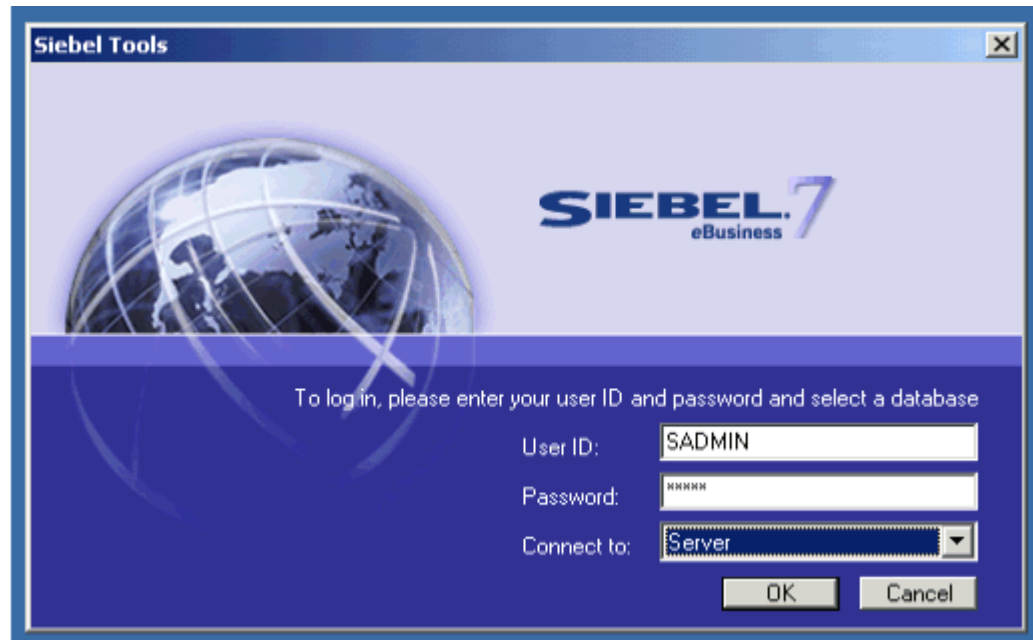 Siebel Tools
SIEBEL.7
eBusiness
To log in, please enter your user ID and password and select a database
User ID: SADMIN
Password: *****
Connect to: Server
OK Cancel